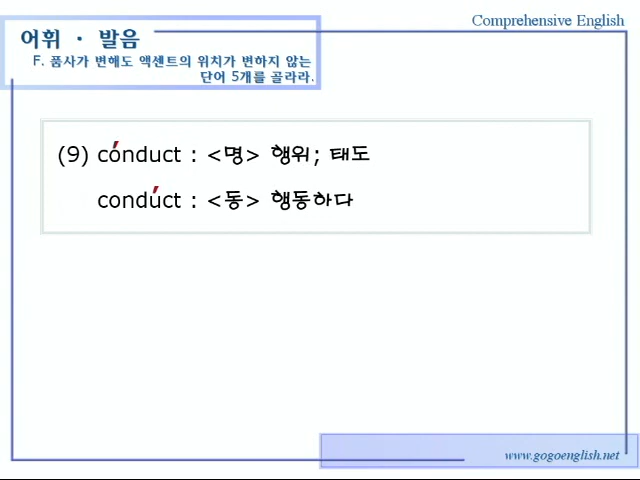 Comprehensive English
어휘 · 발음
F. 품사가 변해도 액센트의 위치가 변하지 않는
단어 5개를 골라라.
(9) cónduct : <명> 행위; 태도
condúct : <동> 행동하다
www.gogoenglish.net